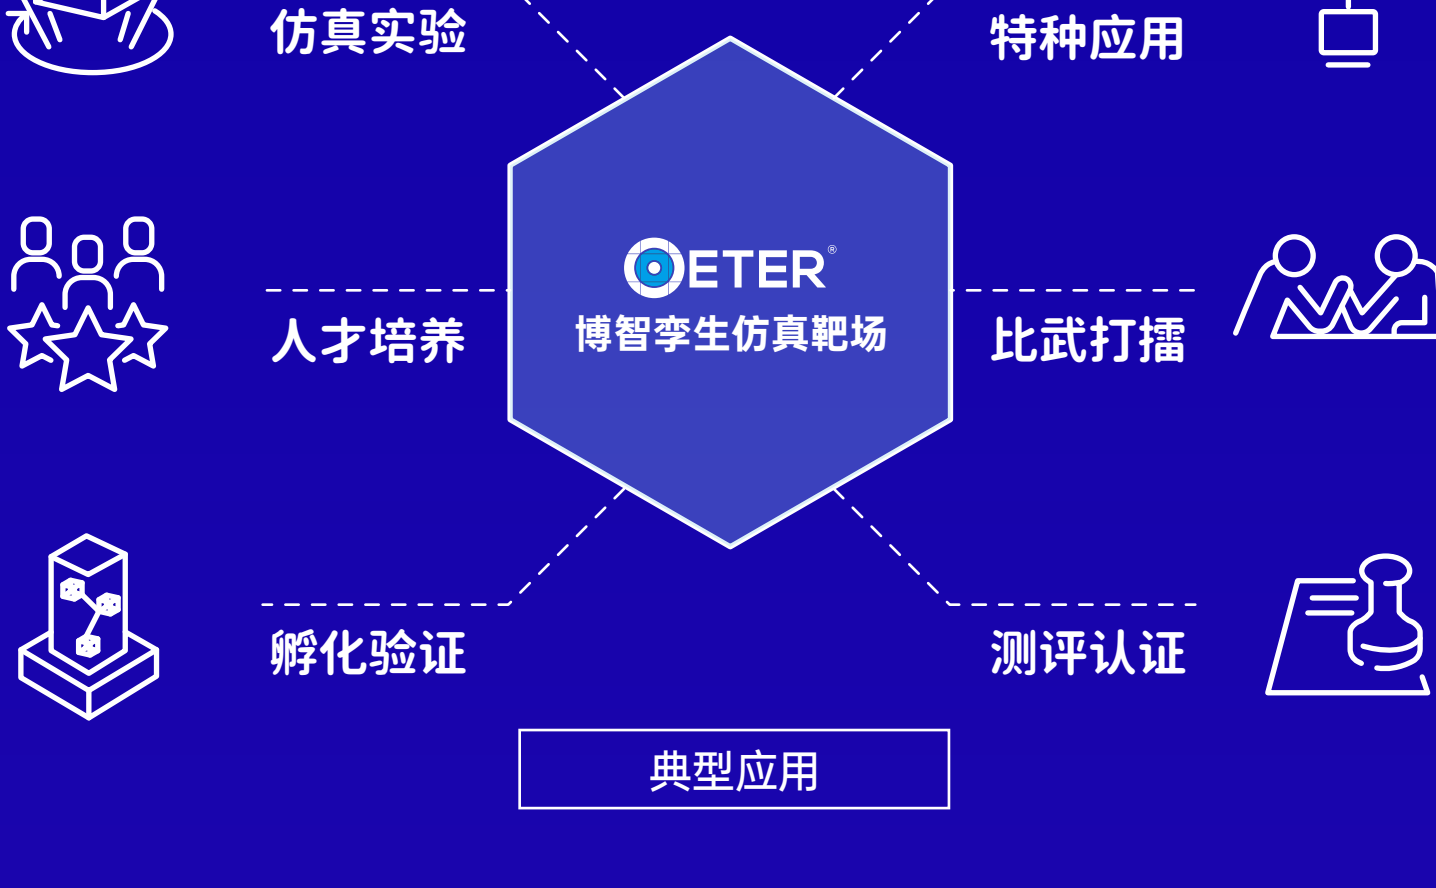 仿真实验
特种应用
OETER®
博智孪生仿真靶场
人才培养
比武打擂
孵化验证
测评认证
典型应用